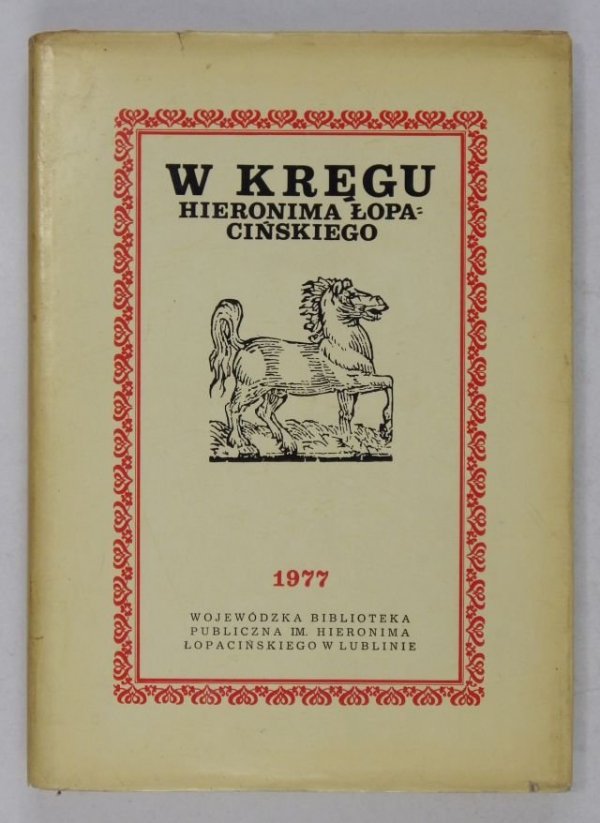 W KRĘGU
HIERONIMA ŁOPA=
CIŃSKIEGO
1977
WOJEWÓDZKA BIBLIOTEKA
PUBLICZNA IM. HIERONIMA
ŁOPACIŃSKIEGO W LUBLINIE